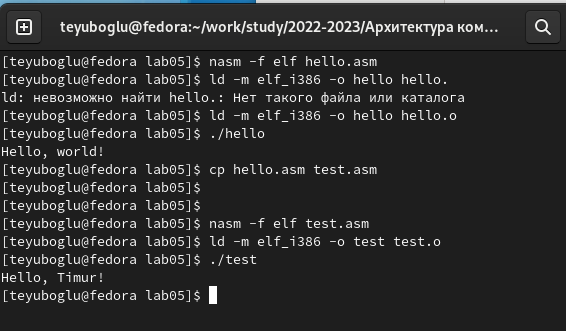 teyuboglu@fedora:~/work/study/2022-2023/Архитектура ком…
[teyuboglu@fedora lab05]$ nasm -f elf hello.asm
[teyuboglu@fedora lab05]$ ld -m elf_i386 -o hello hello.
ld: невозможно найти hello.: Нет такого файла или каталога
[teyuboglu@fedora lab05]$ ld -m elf_i386 -o hello hello.o
[teyuboglu@fedora lab05]$ ./hello
Hello, world!
[teyuboglu@fedora lab05]$ cp hello.asm test.asm
[teyuboglu@fedora lab05]$
[teyuboglu@fedora lab05]$
[teyuboglu@fedora lab05]$ nasm -f elf test.asm
[teyuboglu@fedora lab05]$ ld -m elf_i386 -o test test.o
[teyuboglu@fedora lab05]$ ./test
Hello, Timur!
[teyuboglu@fedora lab05]$